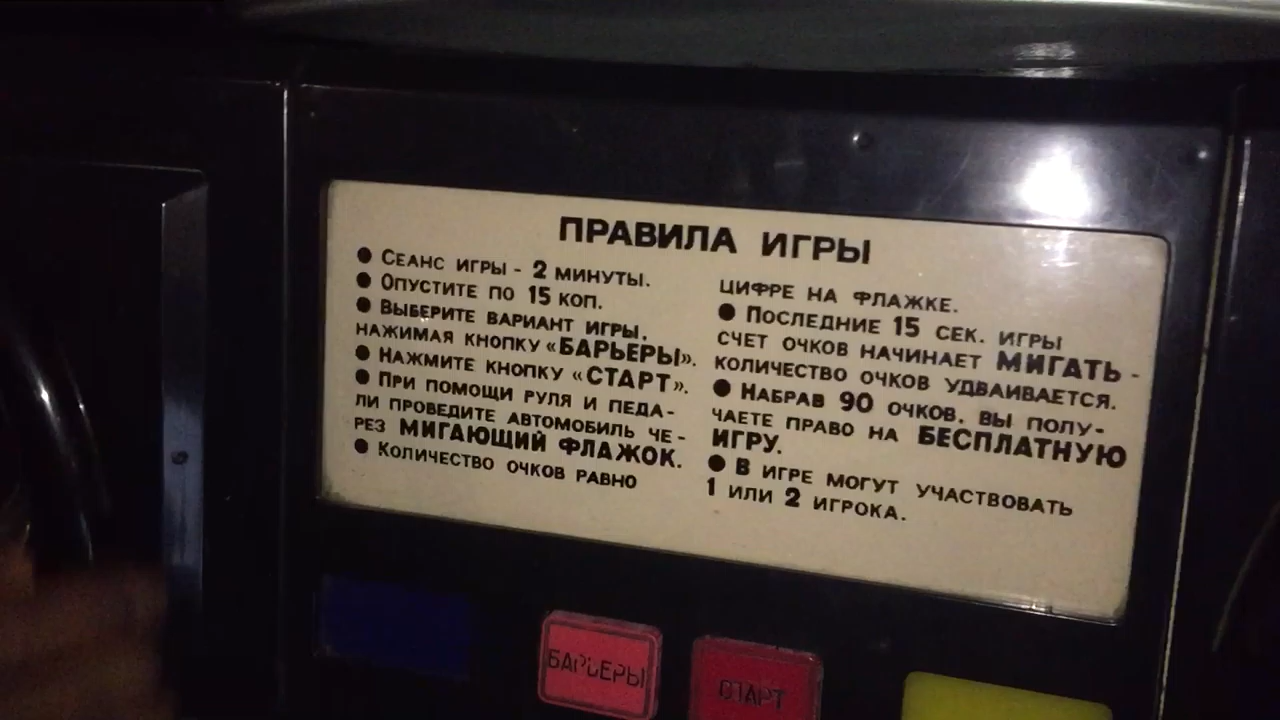 ПРАВИЛА ИГРЫ
● СЕАНС ИГРЫ - 2 МИНУТЫ.
● ОПУСТИТЕ ПО 15 КОП.
● ВЫБЕРИТЕ ВАРИАНТ ИГРЫ,
НАЖИМАЯ КНОПКУ «БАРЬЕРЫ».
● НАЖМИТЕ КНОПКУ «СТАРТ».
● ПРИ ПОМОЩИ РУЛЯ И ПЕДА-
ЛИ ПРОВЕДИТЕ АВТОМОБИЛЬ ЧЕ-
РЕЗ МИГАЮЩИЙ ФЛАЖОК.
● КОЛИЧЕСТВО ОЧКОВ РАВНО
ЦИФРЕ НА ФЛАЖКЕ.
● ПОСЛЕДНИЕ 15 СЕК. ИГРЫ
СЧЕТ ОЧКОВ НАЧИНАЕТ МИГАТЬ -
КОЛИЧЕСТВО ОЧКОВ УДВАИВАЕТСЯ.
● НАБРАВ 90 ОЧКОВ, ВЫ ПОЛУ-
ЧАЕТЕ ПРАВО НА БЕСПЛАТНУЮ
ИГРУ.
● В ИГРЕ МОГУТ УЧАСТВОВАТЬ
1 ИЛИ 2 ИГРОКА.
БАРЬЕРЫ
СТАРТ